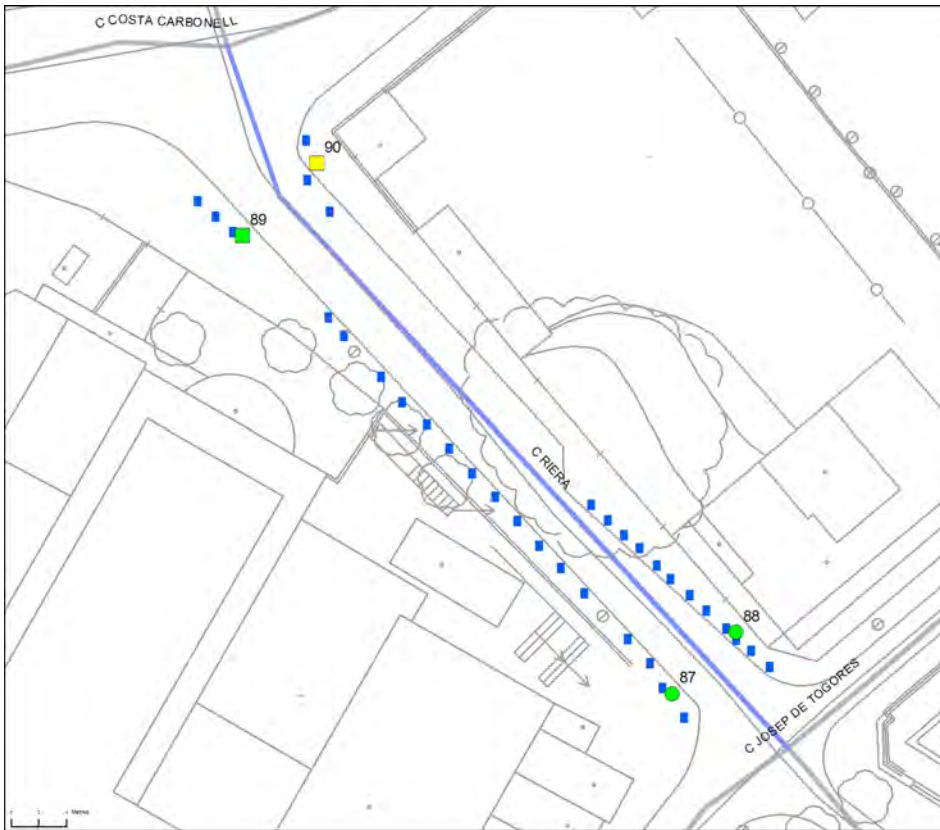 C COSTA CARBONELL
90
89
C RIERA
88
87
C JOSEP DE TOGORES
Metres